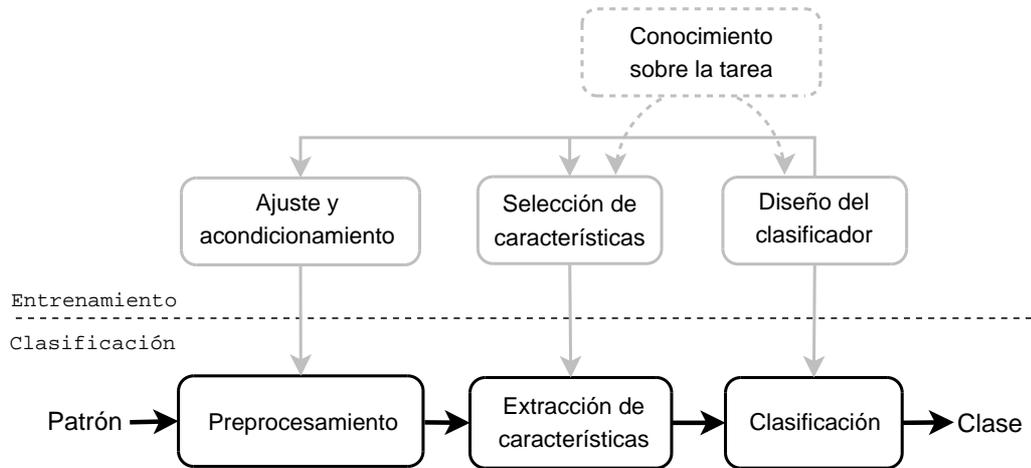 Conocimiento
sobre la tarea
Ajuste y
acondicionamiento
Selección de
características
Diseño del
clasificador
Entrenamiento
Clasificación
Patrón
Preprocesamiento
Extracción de
características
Clasificación
Clase